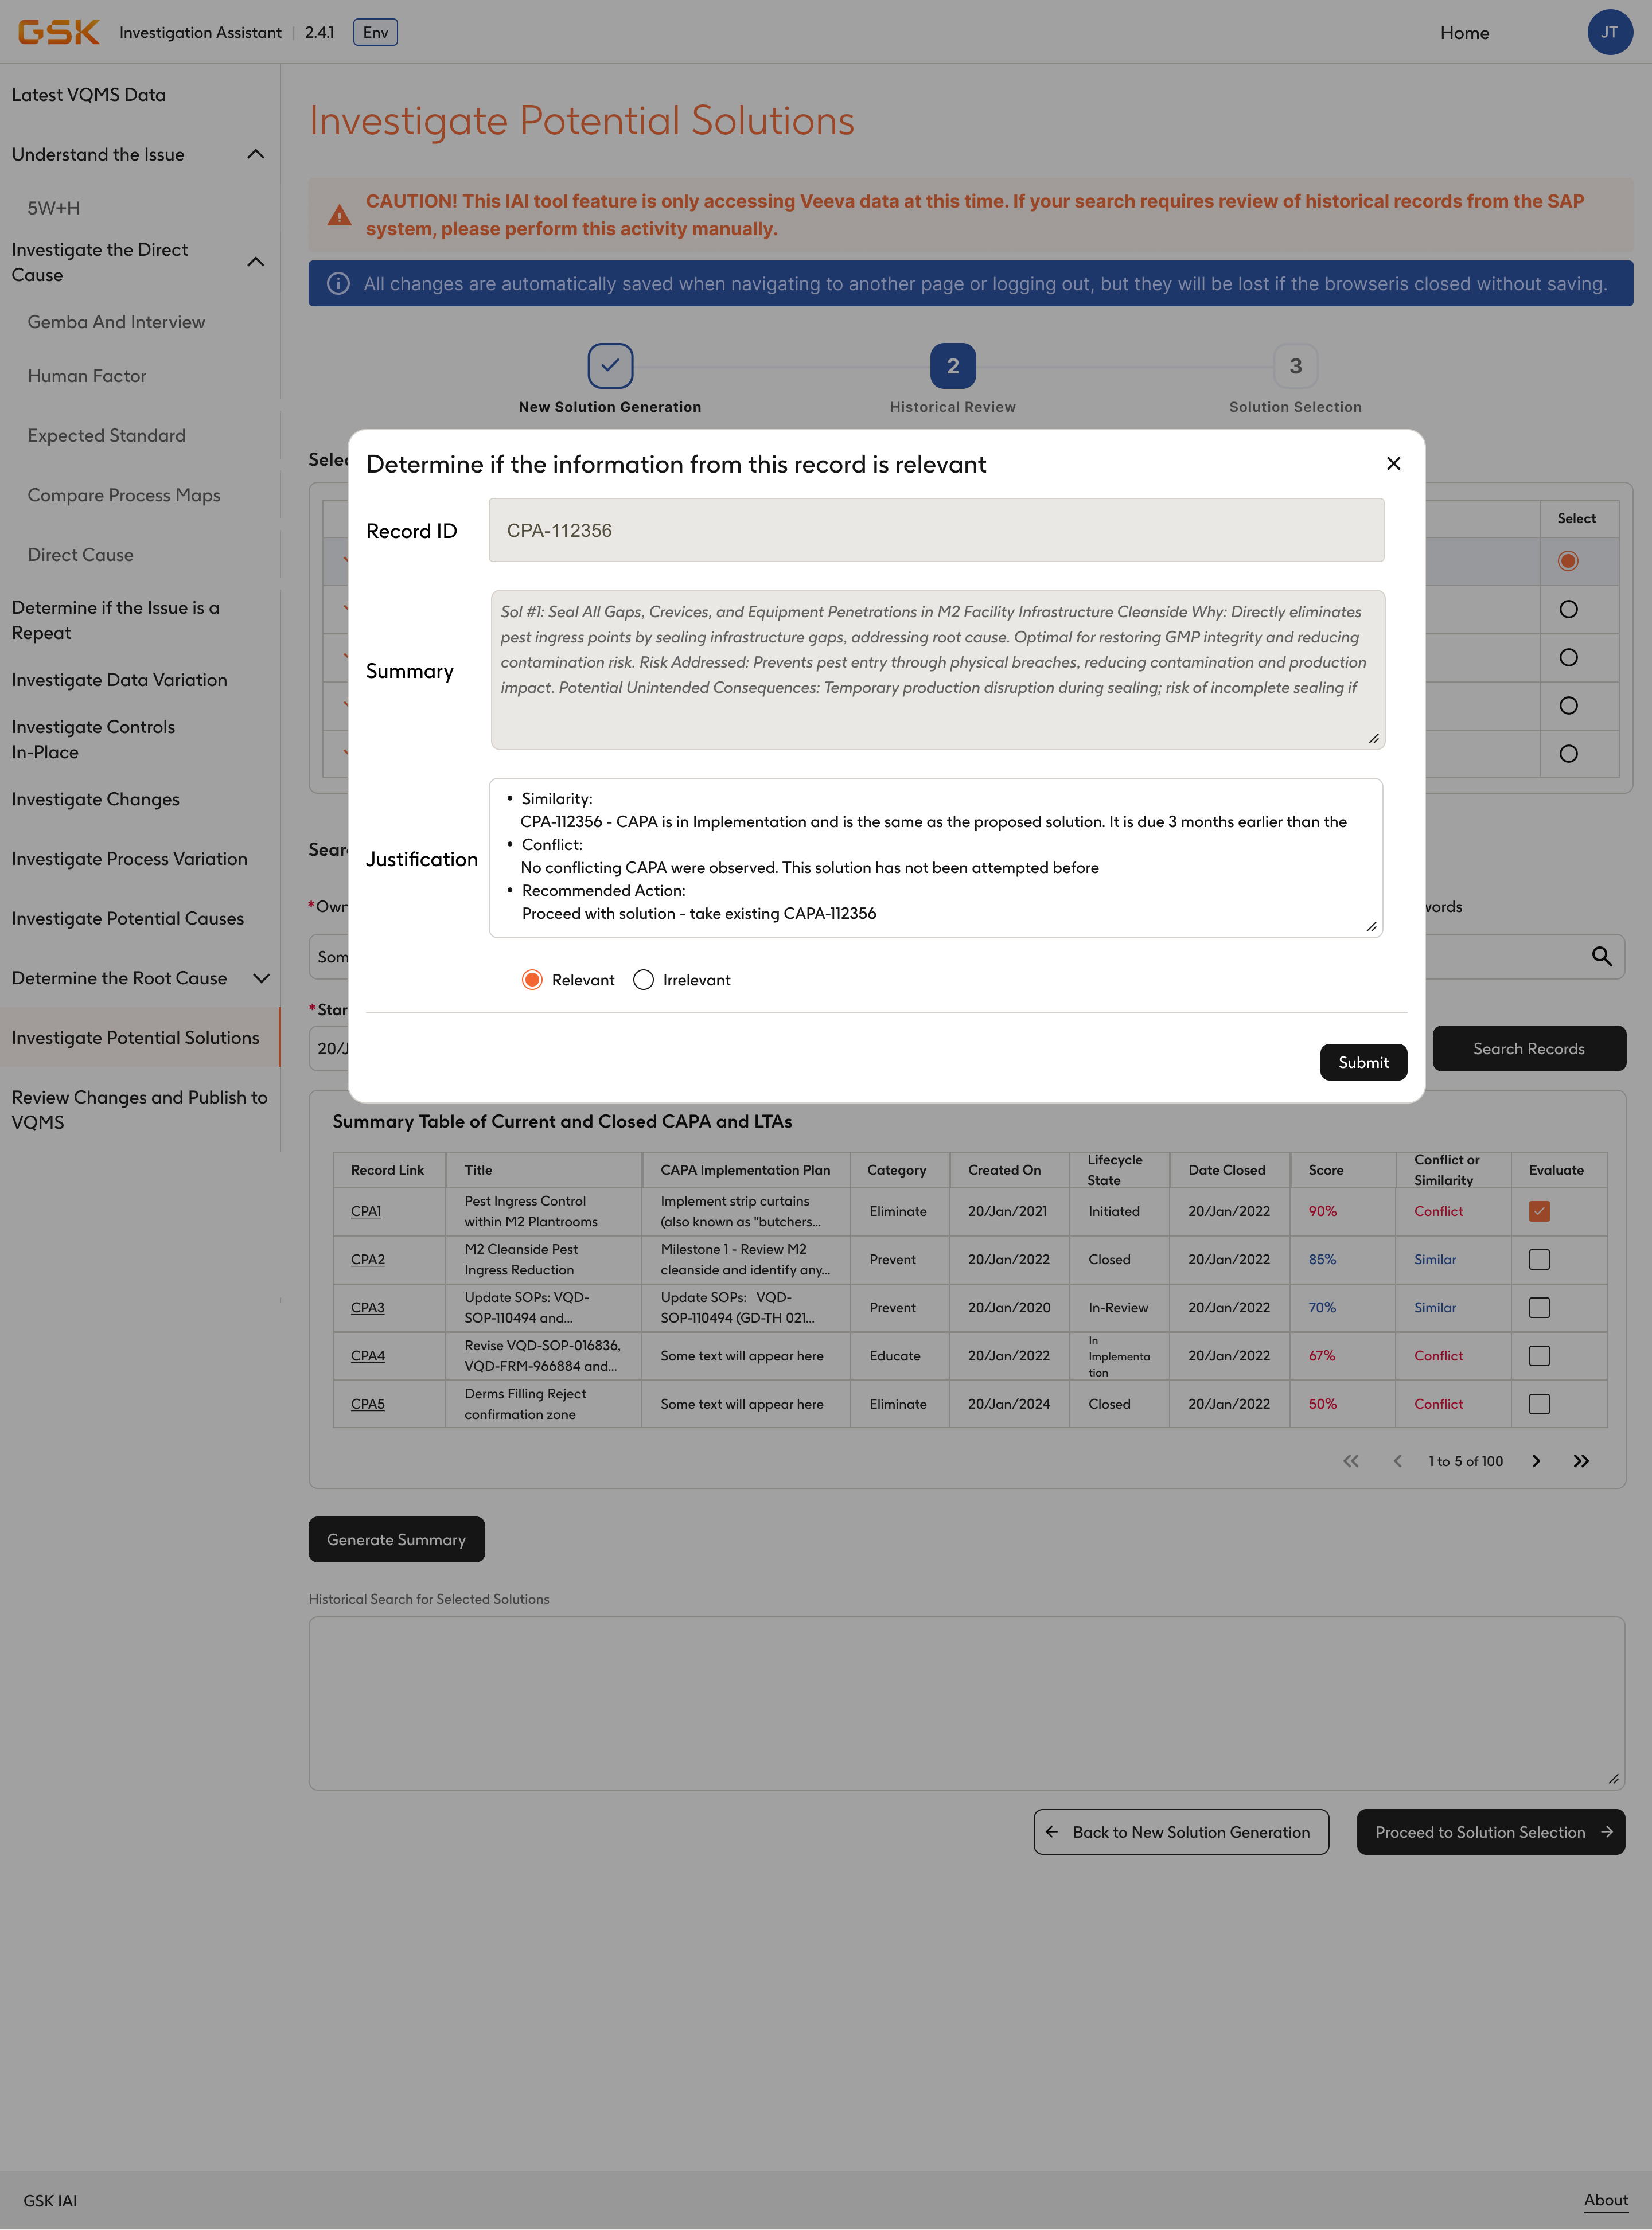 GSK Investigation Assistant | 2.4.1 Env Home JT
Latest VQMS Data
Understand the Issue
5W+H
Investigate the Direct
Cause
Gemba And Interview
Human Factor
Expected Standard
Compare Process Maps
Direct Cause
Determine if the Issue is a
Repeat
Investigate Data Variation
Investigate Controls
In-Place
Investigate Changes
Investigate Process Variation
Investigate Potential Causes
Determine the Root Cause
Investigate Potential Solutions
Review Changes and Publish to
VQMS
Investigate Potential Solutions
CAUTION! This IAI tool feature is only accessing Veeva data at this time. If your search requires review of historical records from the SAP
system, please perform this activity manually.
All changes are automatically saved when navigating to another page or logging out, but they will be lost if the browseris closed without saving.
2 3
New Solution Generation Historical Review Solution Selection
Select
Determine if the information from this record is relevant
Record ID CPA-112356
Summary
Sol #1: Seal All Gaps, Crevices, and Equipment Penetrations in M2 Facility Infrastructure Cleanside Why: Directly eliminates
pest ingress points by sealing infrastructure gaps, addressing root cause. Optimal for restoring GMP integrity and reducing
contamination risk. Risk Addressed: Prevents pest entry through physical breaches, reducing contamination and production
impact. Potential Unintended Consequences: Temporary production disruption during sealing; risk of incomplete sealing if
Justification
• Similarity:
CPA-112356 - CAPA is in Implementation and is the same as the proposed solution. It is due 3 months earlier than the
• Conflict:
No conflicting CAPA were observed. This solution has not been attempted before
• Recommended Action:
Proceed with solution - take existing CAPA-112356
Relevant Irrelevant
Submit
Search Records
Summary Table of Current and Closed CAPA and LTAs
Record Link Title CAPA Implementation Plan Category Created On Lifecycle State Date Closed Score Conflict or Similarity Evaluate
CPA1 Pest Ingress Control within M2 Plantrooms Implement strip curtains (also known as "butchers... Eliminate 20/Jan/2021 Initiated 20/Jan/2022 90% Conflict
CPA2 M2 Cleanside Pest Ingress Reduction Milestone 1 - Review M2 cleanside and identify any... Prevent 20/Jan/2022 Closed 20/Jan/2022 85% Similar
CPA3 Update SOPs: VQD-SOP-110494 and... Update SOPs: VQD-SOP-110494 (GD-TH 021... Prevent 20/Jan/2020 In-Review 20/Jan/2022 70% Similar
CPA4 Revise VQD-SOP-016836, VQD-FRM-966884 and... Some text will appear here Educate 20/Jan/2022 In Implementation 20/Jan/2022 67% Conflict
CPA5 Derms Filling Reject confirmation zone Some text will appear here Eliminate 20/Jan/2024 Closed 20/Jan/2022 50% Conflict
1 to 5 of 100
Generate Summary
Historical Search for Selected Solutions
Back to New Solution Generation Proceed to Solution Selection
GSK IAI About